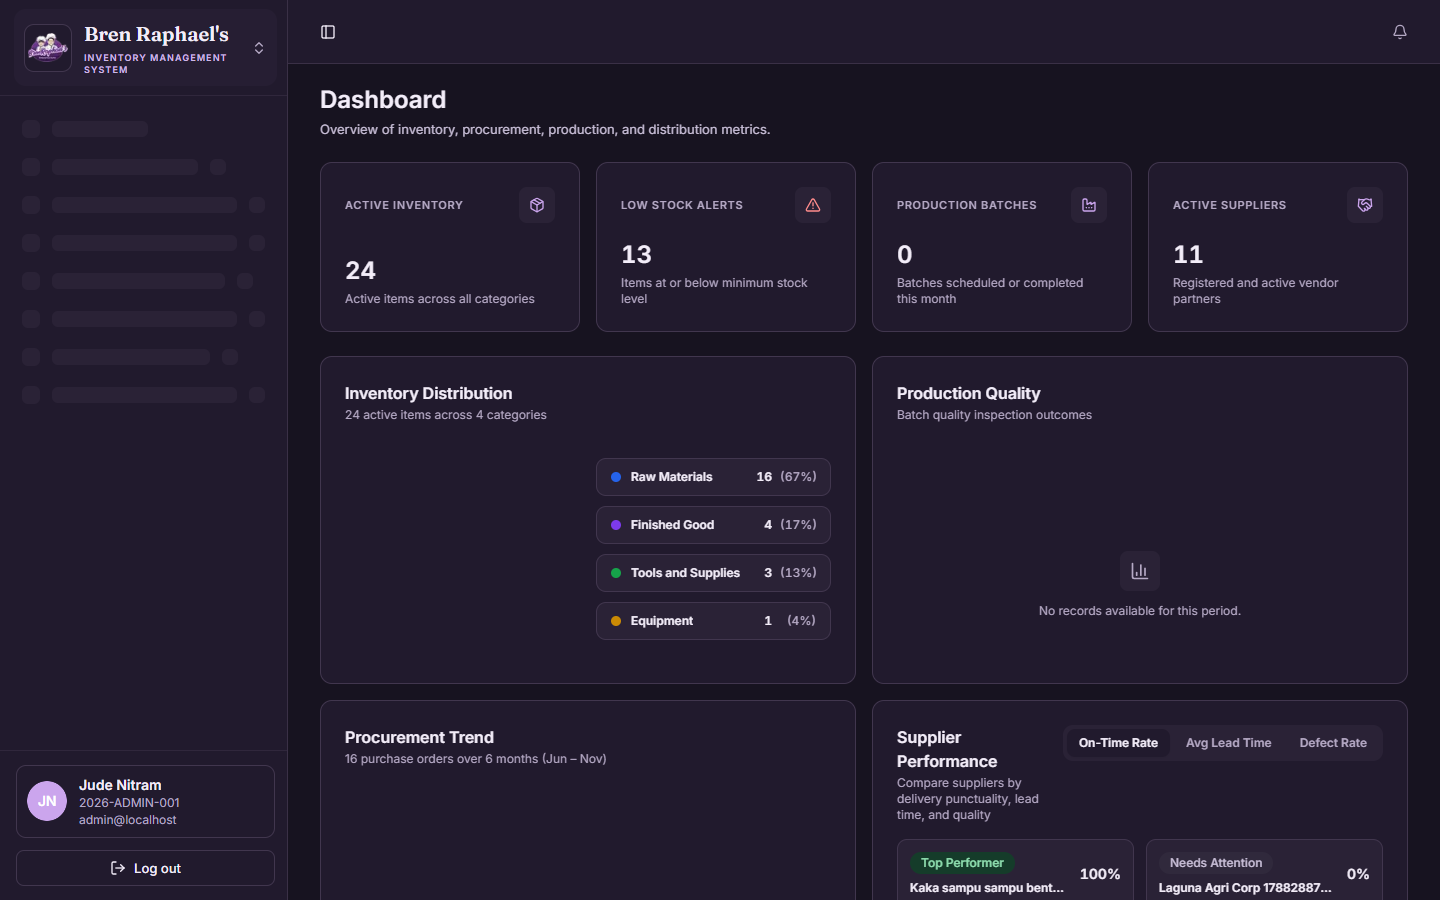 Bren Raphael's
INVENTORY MANAGEMENT
SYSTEM
Jude Nitram
2026-ADMIN-001
admin@localhost
Log out
Dashboard
Overview of inventory, procurement, production, and distribution metrics.
ACTIVE INVENTORY
24
Active items across all categories
LOW STOCK ALERTS
13
Items at or below minimum stock
level
PRODUCTION BATCHES
0
Batches scheduled or completed
this month
ACTIVE SUPPLIERS
11
Registered and active vendor
partners
Inventory Distribution
24 active items across 4 categories
Raw Materials 16 (67%)
Finished Good 4 (17%)
Tools and Supplies 3 (13%)
Equipment 1 (4%)
Production Quality
Batch quality inspection outcomes
No records available for this period.
Procurement Trend
16 purchase orders over 6 months (Jun – Nov)
Supplier
Performance
Compare suppliers by
delivery punctuality, lead
time, and quality
On-Time Rate Avg Lead Time Defect Rate
Top Performer
Kaka sampu sampu bent...
100%
Needs Attention
Laguna Agri Corp 17882887...
0%
JN